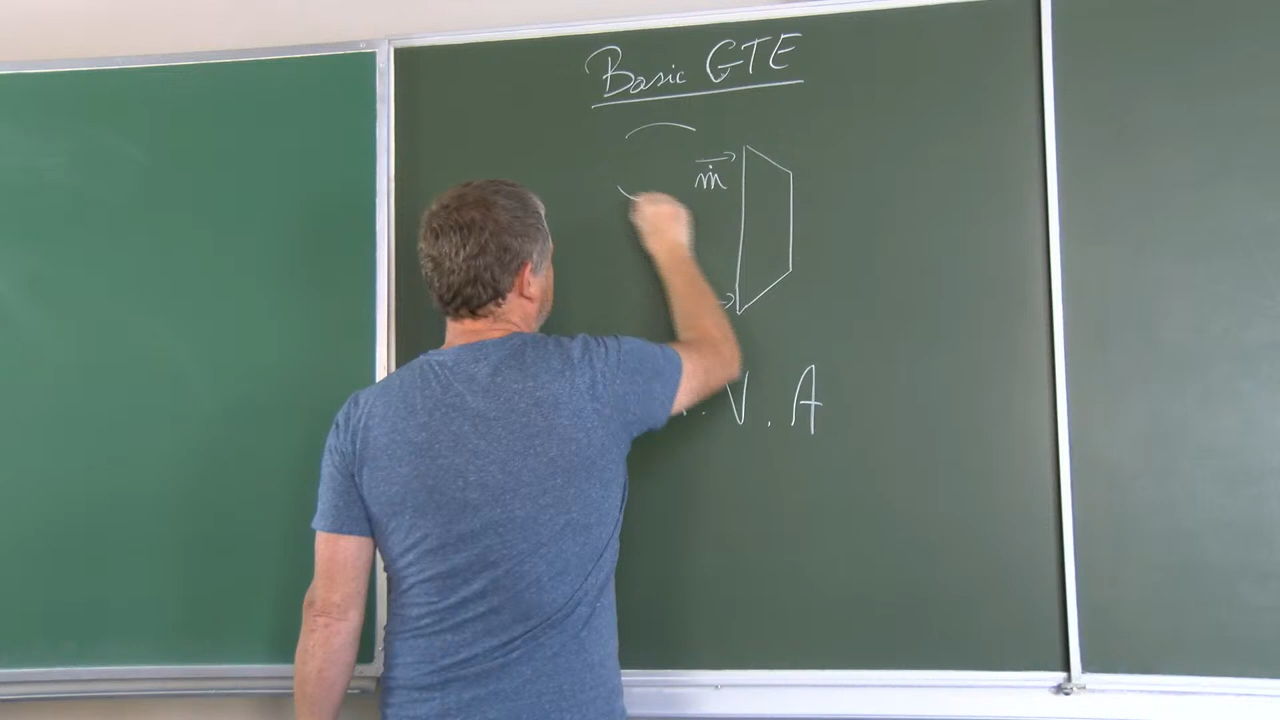 Basic GTE
ṁ
. V . A